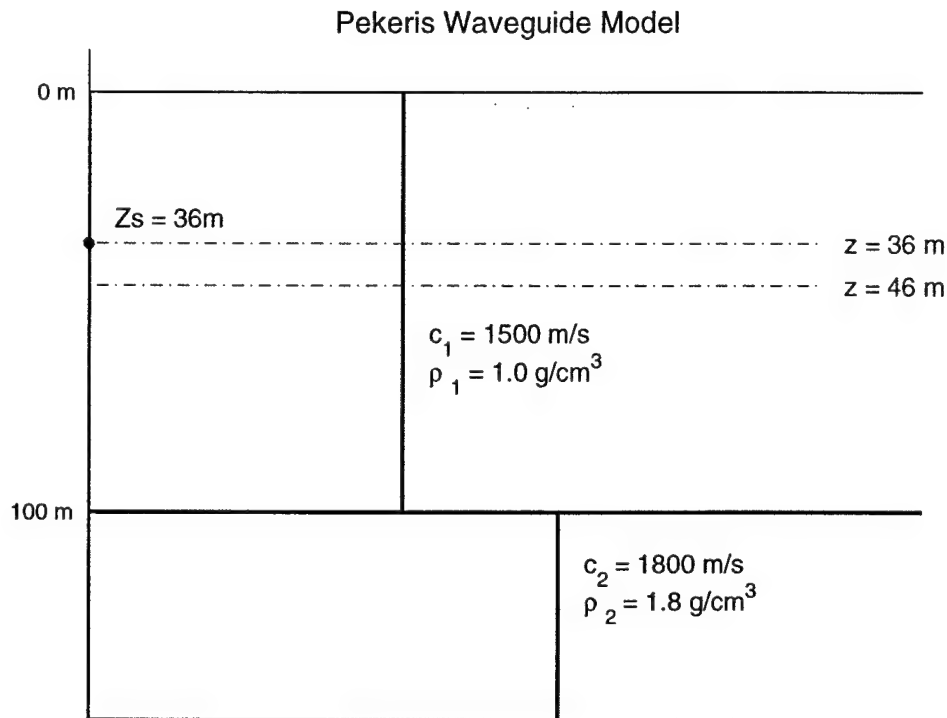 Pekeris Waveguide Model
0 m
Zs = 36m
z = 36 m
z = 46 m
c₁ = 1500 m/s
ρ₁ = 1.0 g/cm³
100 m
c₂ = 1800 m/s
ρ₂ = 1.8 g/cm³